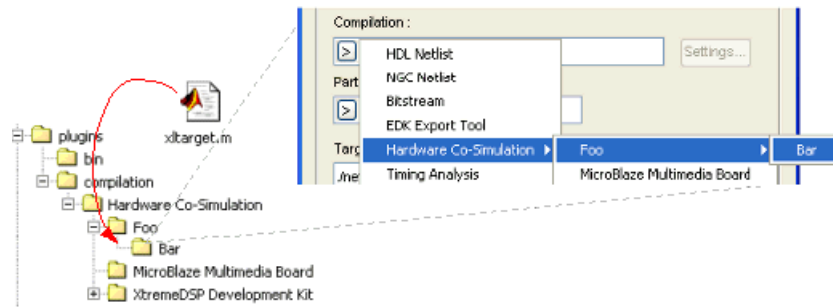 Compilation :
>
HDL Netlist
Settings...
NGC Netlist
Part
>
Bitstream
EDK Export Tool
Targ
Hardware Co-Simulation
Foo
Bar
/ne
Timing Analysis
MicroBlaze Multimedia Board
xltarget.m
plugins
bin
compilation
Hardware Co-Simulation
Foo
Bar
MicroBlaze Multimedia Board
XtremeDSP Development Kit